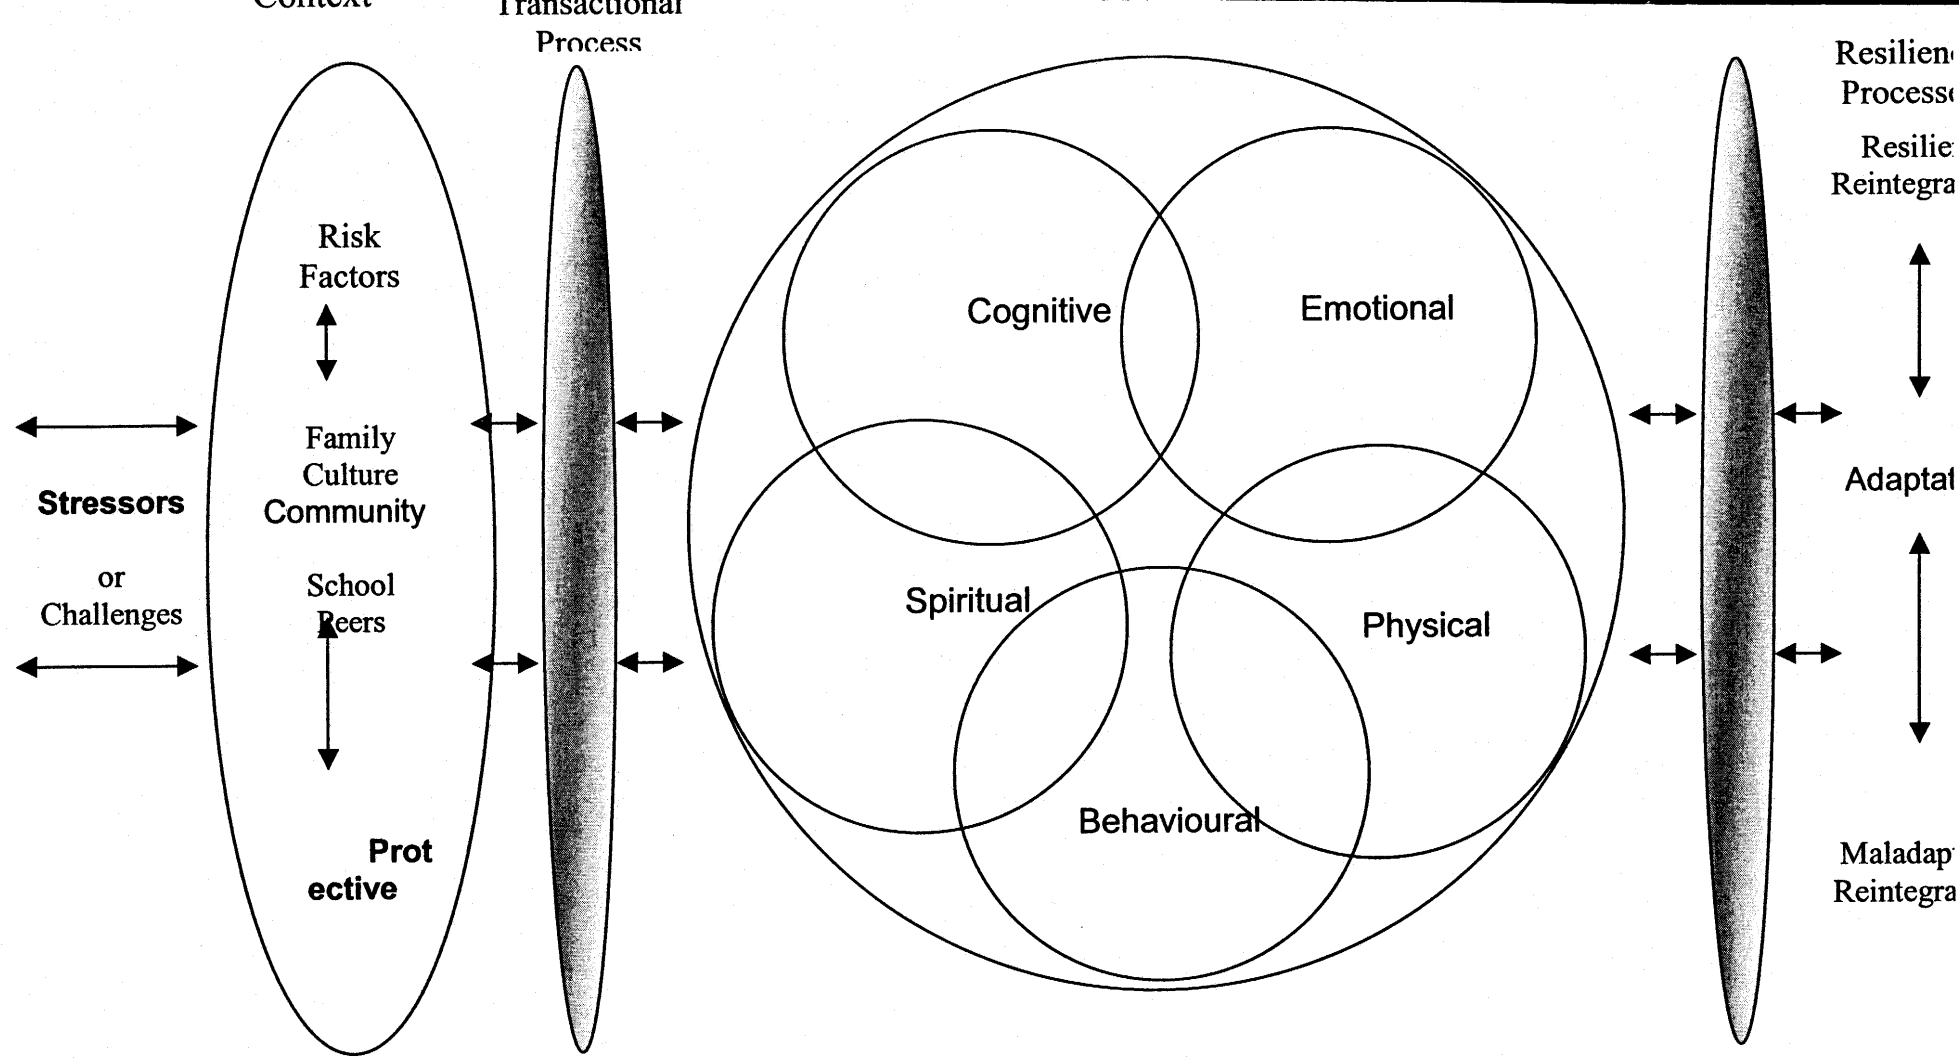 Context
Transactional
Process
Stressors
or
Challenges
Risk
Factors
Family
Culture
Community
School
Peers
Prot
ective
Cognitive
Emotional
Spiritual
Physical
Behavioural
Resilien
Process
Resilie
Reintegra
Adaptat
Maladap
Reintegra